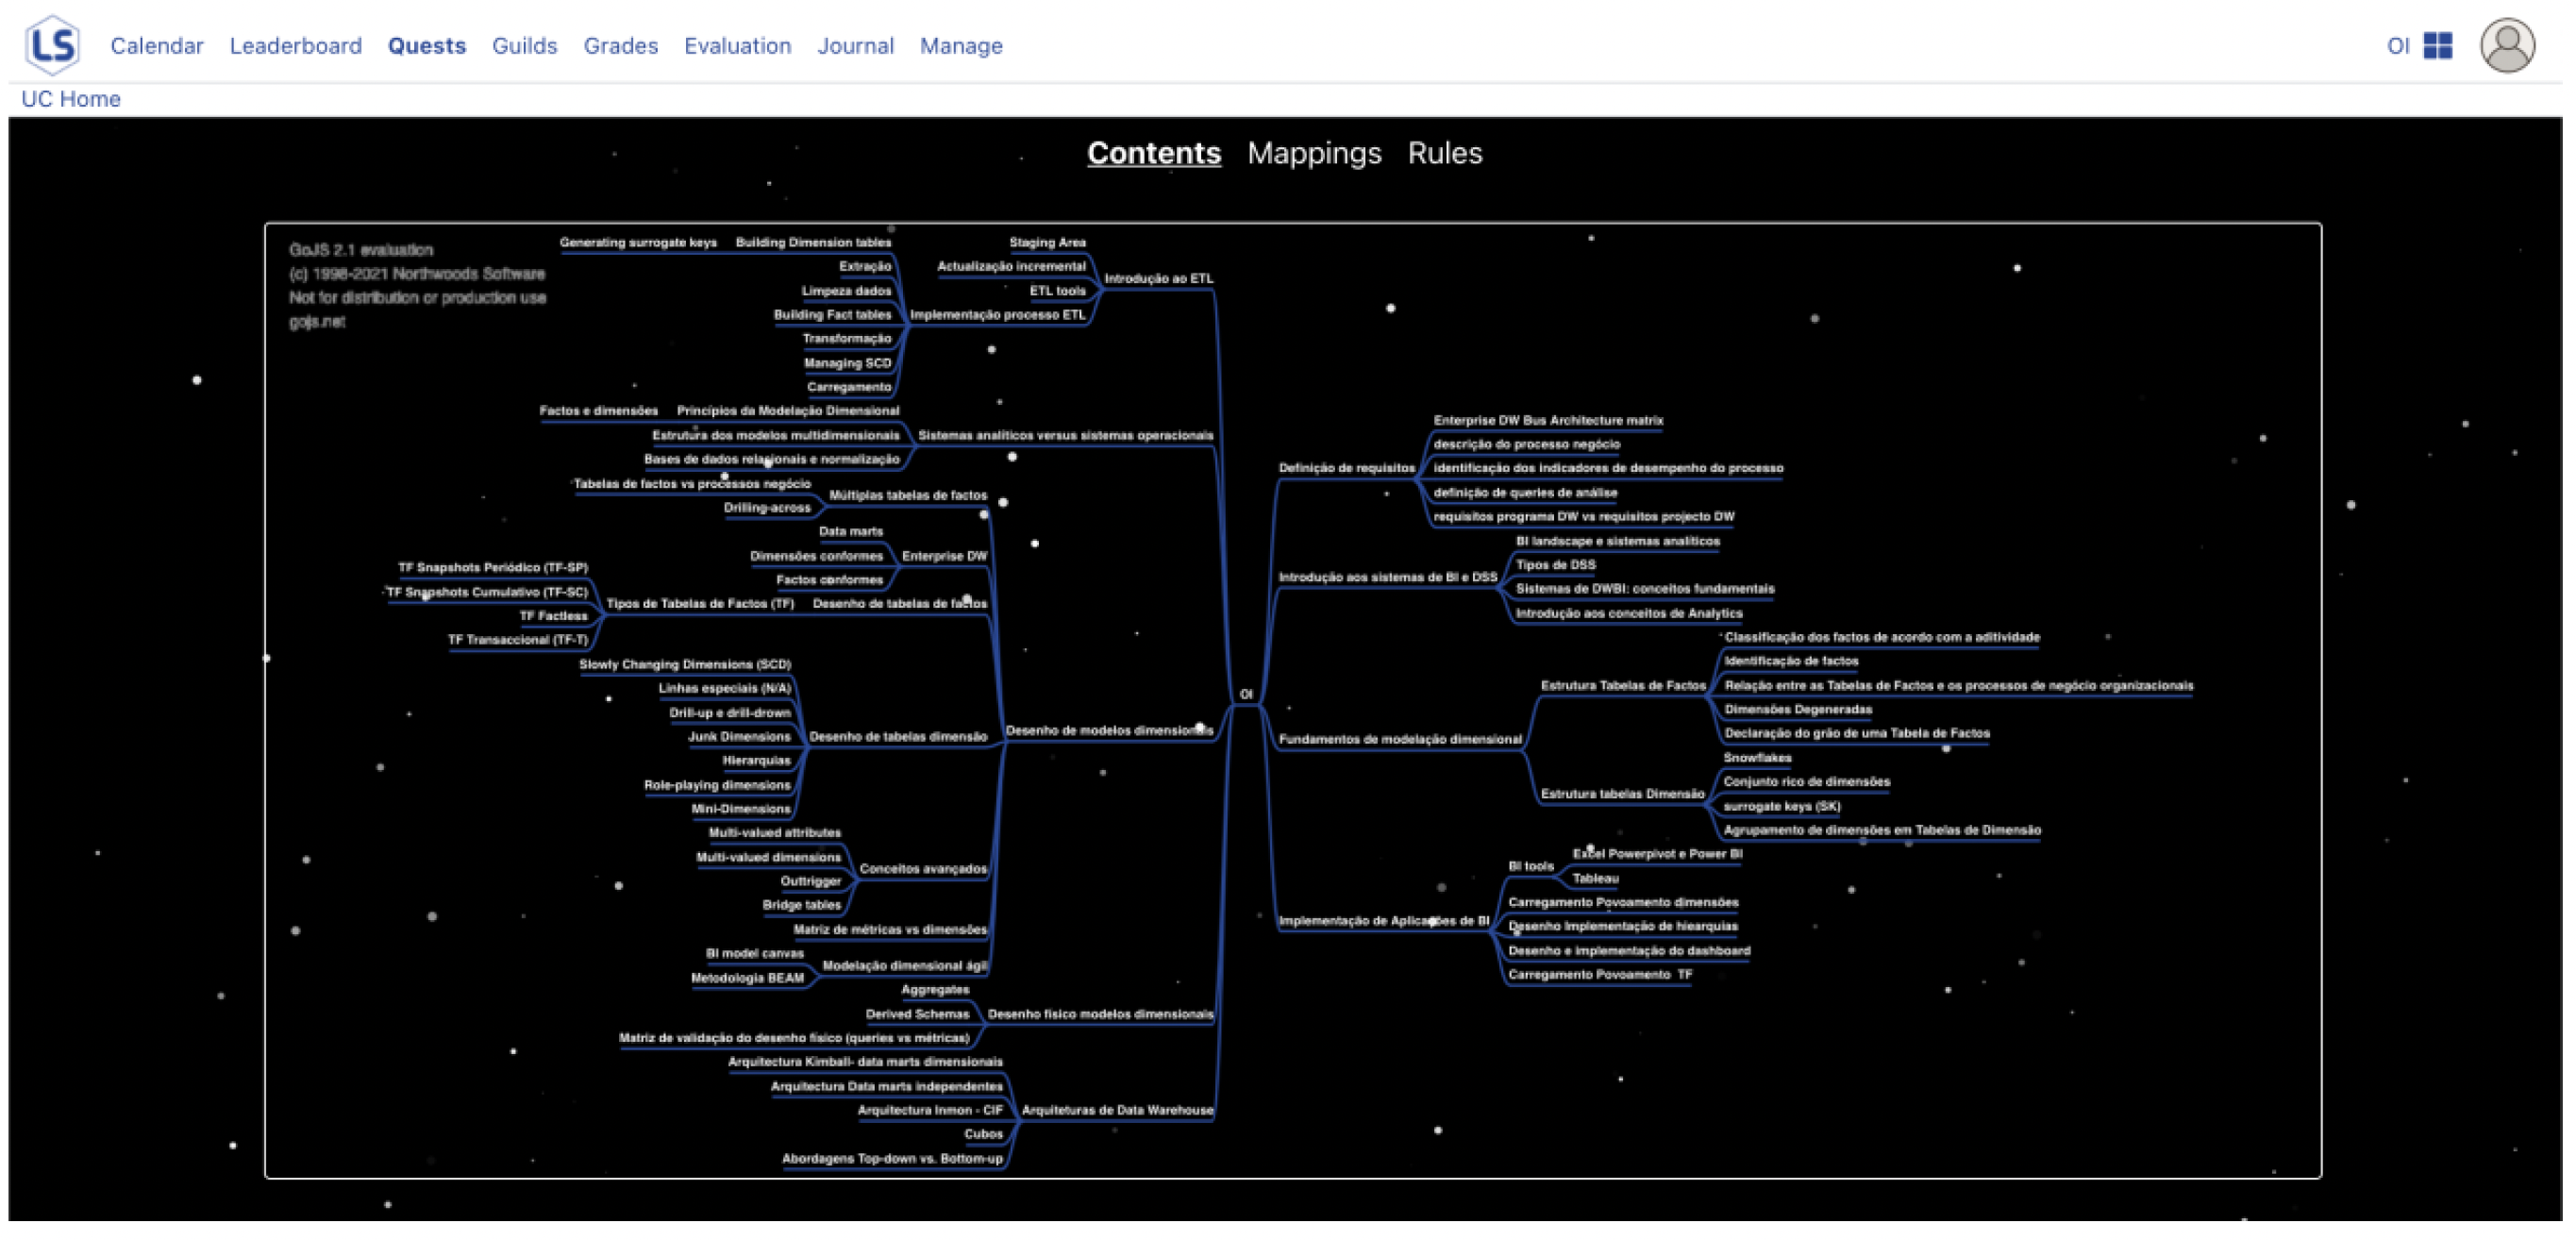 LS Calendar Leaderboard Quests Guilds Grades Evaluation Journal Manage OI
UC Home
Contents Mappings Rules
GoJS 2.1 evaluation
(c) 1998-2021 Northwoods Software
Not for distribution or production use
gojs.net
Generating surrogate keys
Building Dimension tables
Extração
Limpeza dados
Building Fact tables
Transformação
Managing SCD
Carregamento
Staging Area
Actualização incremental
ETL tools
Implementação processo ETL
Introdução ao ETL
Factos e dimensões
Princípios da Modelação Dimensional
Estrutura dos modelos multidimensionais
Bases de dados relacionais e normalização
Sistemas analíticos versus sistemas operacionais
Tabelas de factos vs processos negócio
Drilling-across
Múltiplas tabelas de factos
Data marts
Dimensões conformes
Factos conformes
Enterprise DW
TF Snapshots Periódico (TF-SP)
TF Snapshots Cumulativo (TF-SC)
TF Factless
TF Transaccional (TF-T)
Tipos de Tabelas de Factos (TF)
Desenho de tabelas de factos
Slowly Changing Dimensions (SCD)
Linhas especiais (N/A)
Drill-up e drill-drown
Junk Dimensions
Hierarquias
Role-playing dimensions
Mini-Dimensions
Desenho de tabelas dimensão
Desenho de modelos dimensionais
Multi-valued attributes
Multi-valued dimensions
Outtrigger
Bridge tables
Conceitos avançados
Matriz de métricas vs dimensões
BI model canvas
Metodologia BEAM
Modelação dimensional ágil
Aggregates
Derived Schemas
Matriz de validação do desenho físico (queries vs métricas)
Desenho físico modelos dimensionais
Arquitectura Kimball- data marts dimensionais
Arquitectura Data marts independentes
Arquitectura Inmon - CIF
Cubos
Abordagens Top-down vs. Bottom-up
Arquiteturas de Data Warehouse
OI
Definição de requisitos
Enterprise DW Bus Architecture matrix
descrição do processo negócio
identificação dos indicadores de desempenho do processo
definição de queries de análise
requisitos programa DW vs requisitos projecto DW
Introdução aos sistemas de BI e DSS
BI landscape e sistemas analíticos
Tipos de DSS
Sistemas de DWBI: conceitos fundamentais
Introdução aos conceitos de Analytics
Fundamentos de modelação dimensional
Estrutura Tabelas de Factos
Classificação dos factos de acordo com a aditividade
Identificação de factos
Relação entre as Tabelas de Factos e os processos de negócio organizacionais
Dimensões Degeneradas
Declaração do grão de uma Tabela de Factos
Estrutura tabelas Dimensão
Snowflakes
Conjunto rico de dimensões
surrogate keys (SK)
Agrupamento de dimensões em Tabelas de Dimensão
Implementação de Aplicações de BI
BI tools
Excel Powerpivot e Power BI
Tableau
Carregamento Povoamento dimensões
Desenho Implementação de hiearquias
Desenho e implementação do dashboard
Carregamento Povoamento TF